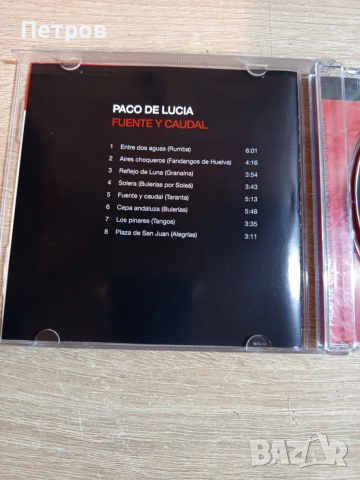 Петров
PACO DE LUCIA
FUENTE Y CAUDAL
1 Entre dos aguas (Rumba) 6:01
2 Aires choqueros (Fandangos de Huelva) 4:16
3 Reflejo de Luna (Granaína) 3:54
4 Solera (Bulerías por Soleá) 3:43
5 Fuente y caudal (Taranta) 5:13
6 Cepa andaluza (Bulerías) 5:48
7 Los pinares (Tangos) 3:35
8 Plaza de San Juan (Alegrías) 3:11
BAZAR